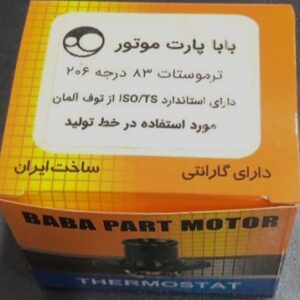 بابا پارت موتور
ترموستات ۸۳ درجه ۲۰۶
دارای استاندارد ISO/TS از توف آلمان
مورد استفاده در خط تولید
دارای گارانتی
ساخت ایران
BABA PART MOTOR
THERMOSTAT